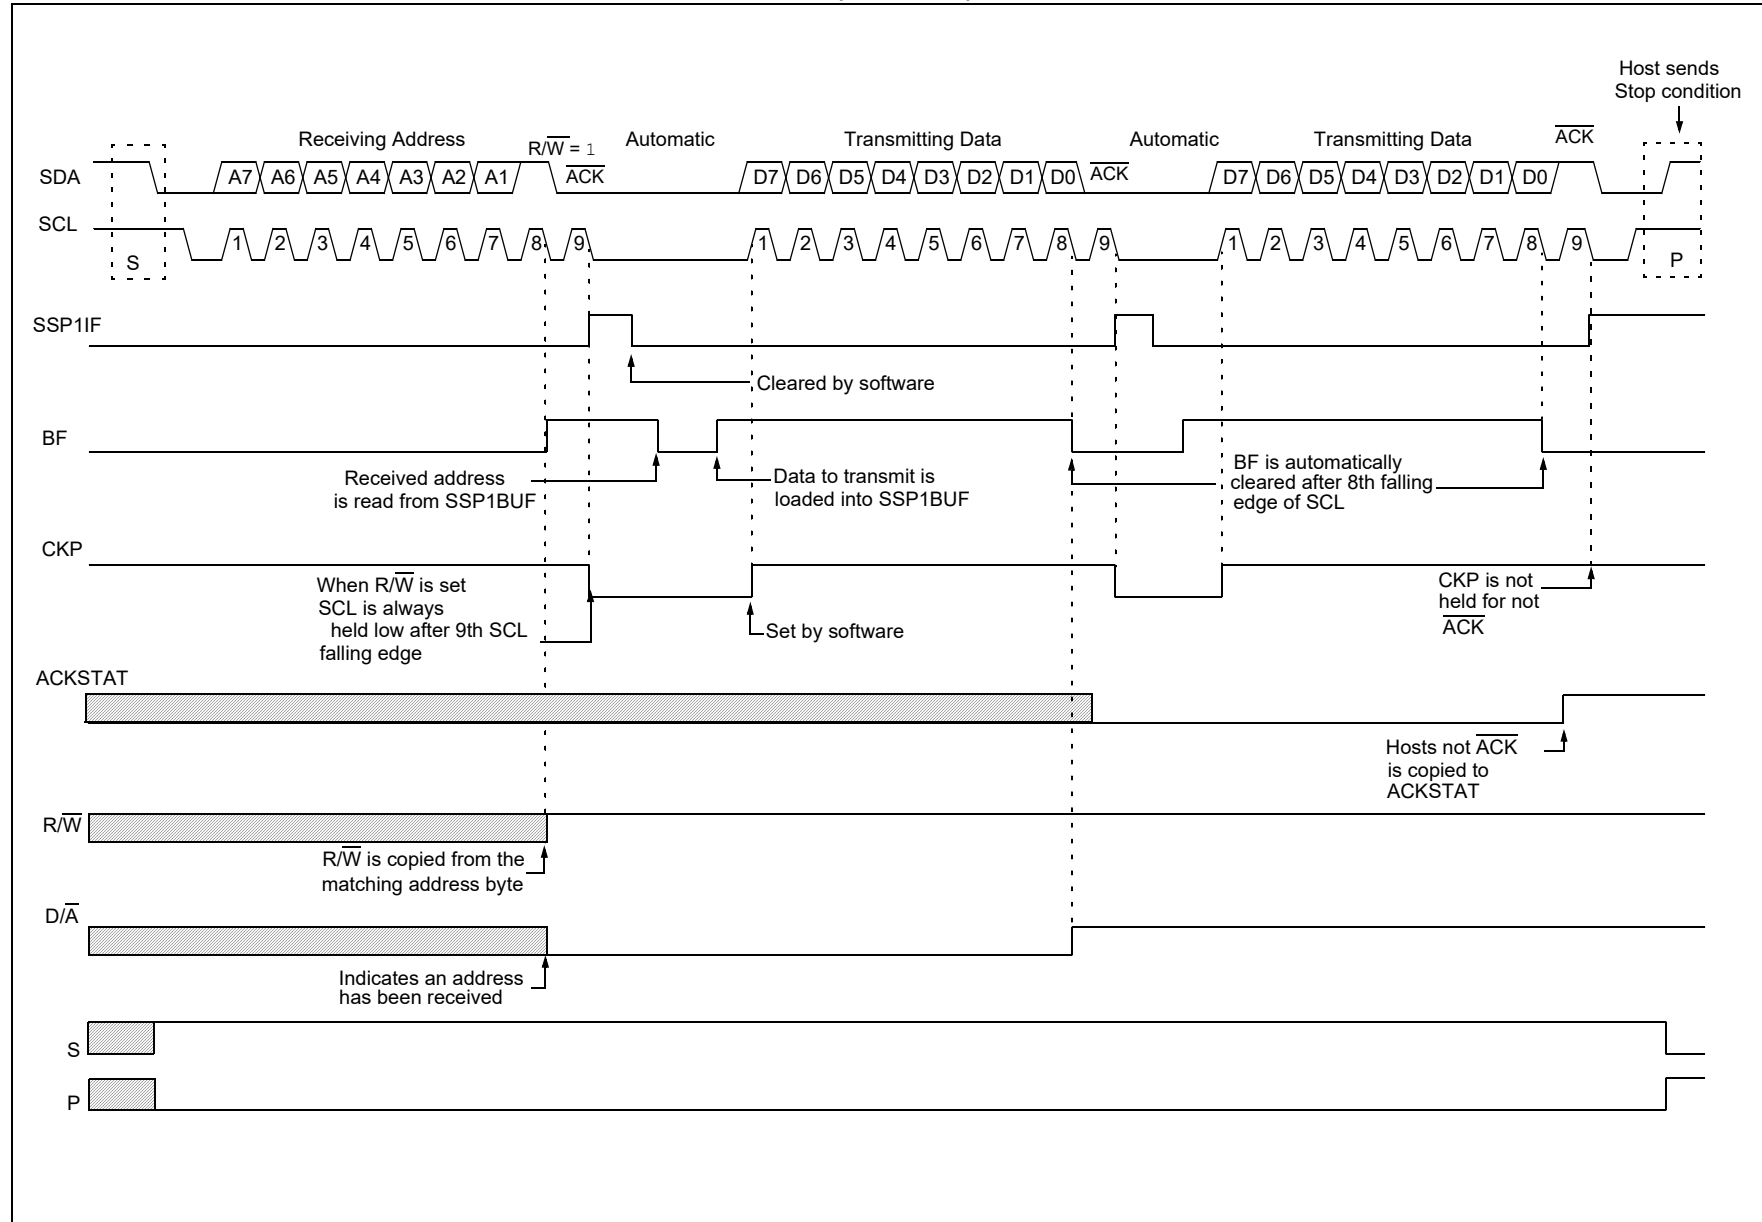 Host sends
Stop condition
Receiving Address
R/W̅ = 1
Automatic
Transmitting Data
Automatic
Transmitting Data
A̅C̅K̅
SDA
A7 A6 A5 A4 A3 A2 A1
A̅C̅K̅
D7 D6 D5 D4 D3 D2 D1 D0
A̅C̅K̅
D7 D6 D5 D4 D3 D2 D1 D0
SCL
1 2 3 4 5 6 7 8 9
1 2 3 4 5 6 7 8 9
1 2 3 4 5 6 7 8 9
S
P
SSP1IF
Cleared by software
BF
Received address
is read from SSP1BUF
Data to transmit is
loaded into SSP1BUF
BF is automatically
cleared after 8th falling
edge of SCL
CKP
When R/W̅ is set
SCL is always
held low after 9th SCL
falling edge
Set by software
CKP is not
held for not
A̅C̅K̅
ACKSTAT
Hosts not A̅C̅K̅
is copied to
ACKSTAT
R/W̅
R/W̅ is copied from the
matching address byte
D/A̅
Indicates an address
has been received
S
P